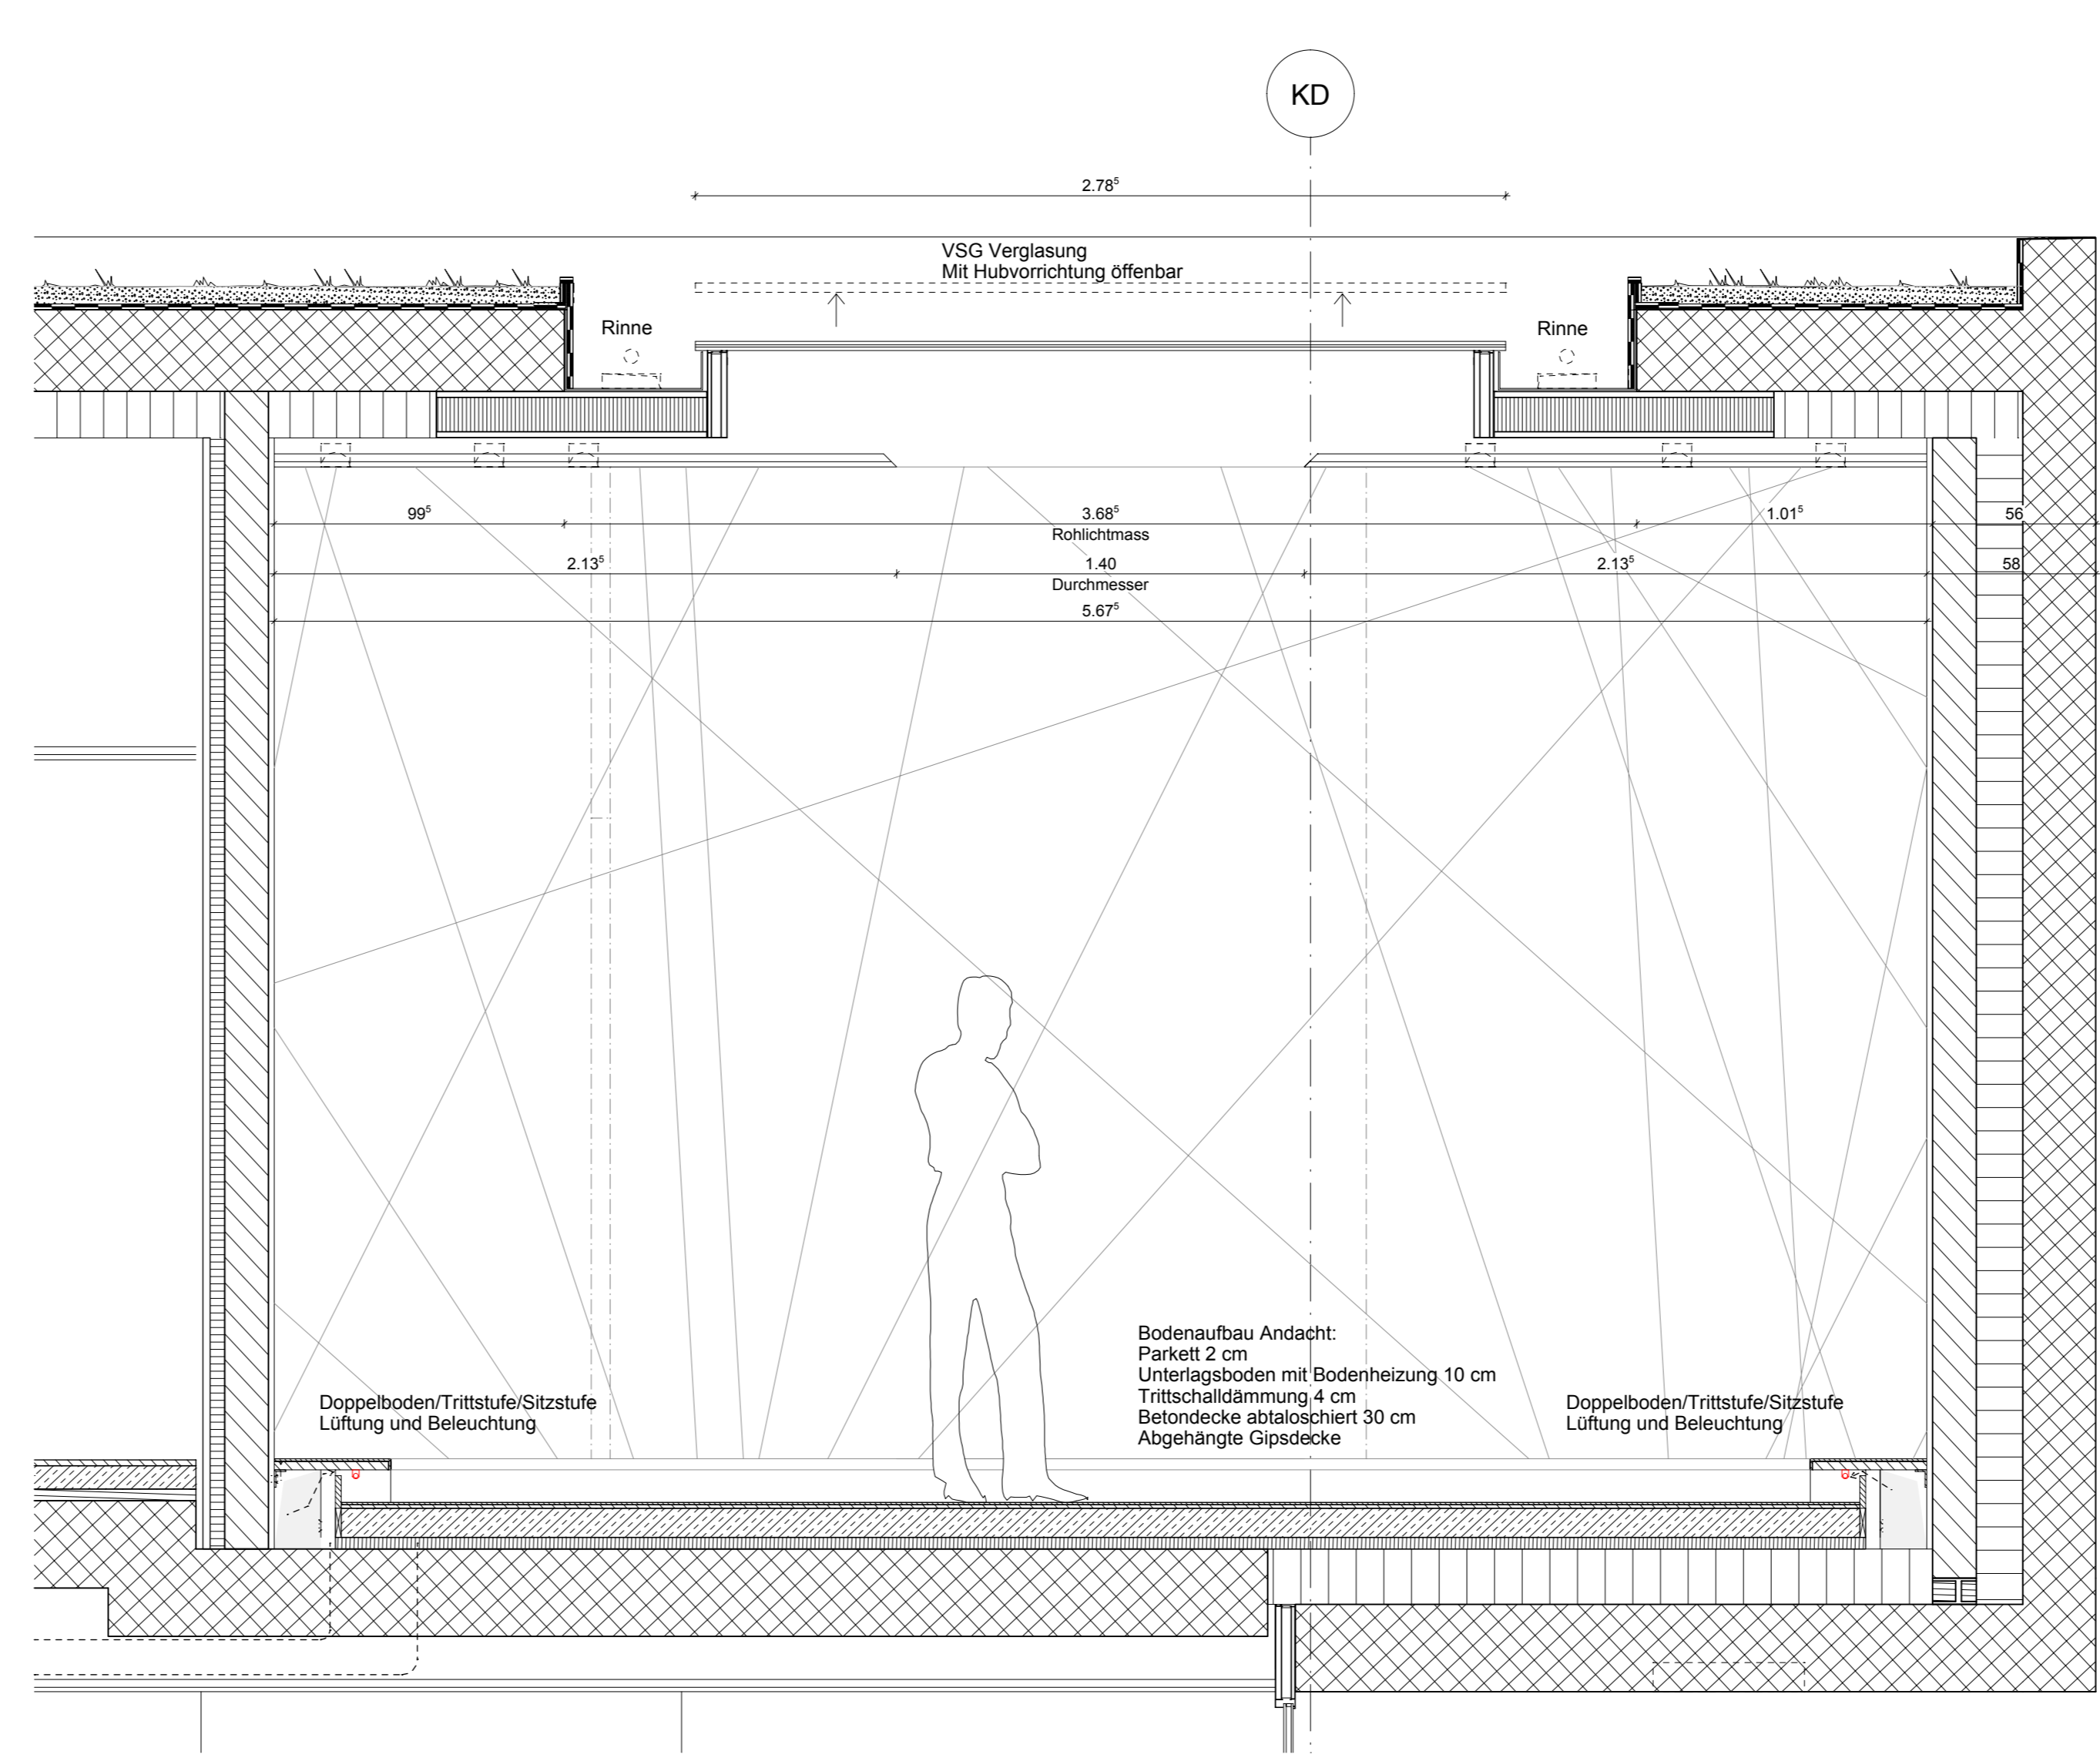 KD
2.78⁵
VSG Verglasung
Mit Hubvorrichtung öffenbar
Rinne
Rinne
99⁵
3.68⁵
1.01⁵
56
Rohlichtmass
2.13⁵
1.40
2.13⁵
58
Durchmesser
5.67⁵
Bodenaufbau Andacht:
Parkett 2 cm
Unterlagsboden mit Bodenheizung 10 cm
Trittschalldämmung 4 cm
Betondecke abtaloschiert 30 cm
Abgehängte Gipsdecke
Doppelboden/Trittstufe/Sitzstufe
Lüftung und Beleuchtung
Doppelboden/Trittstufe/Sitzstufe
Lüftung und Beleuchtung